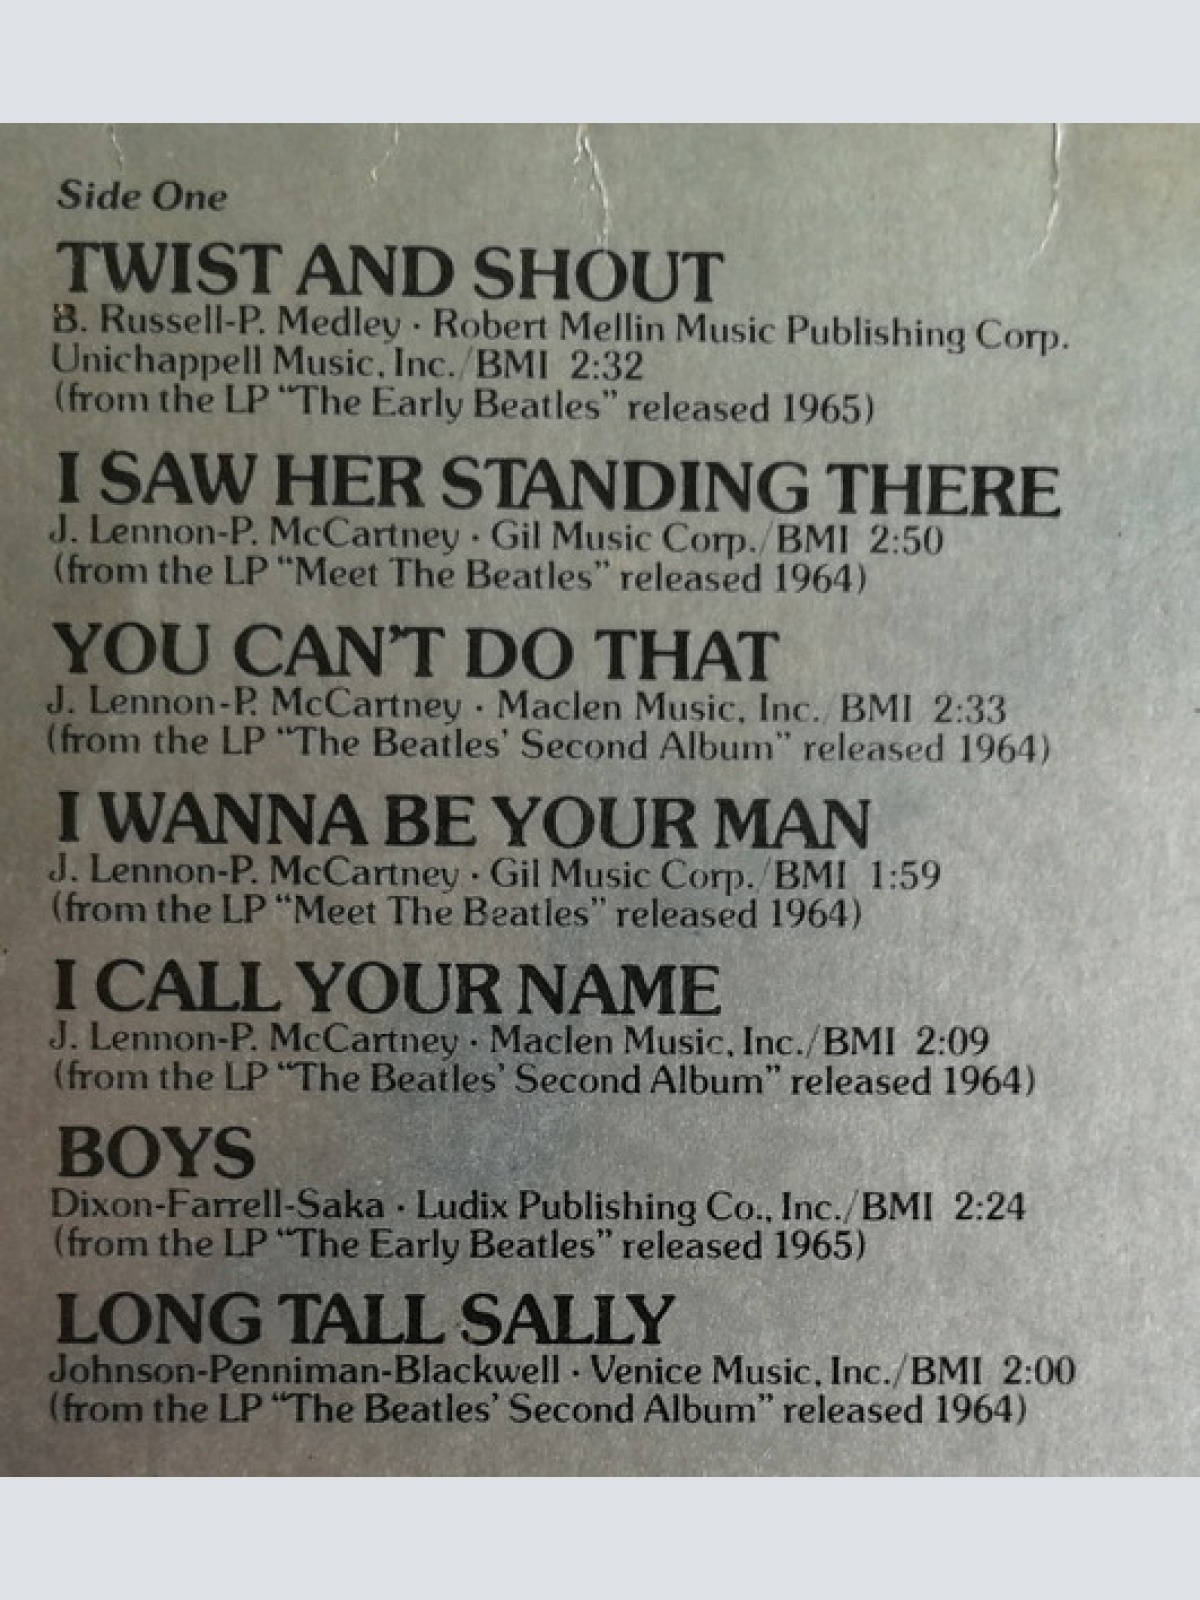 Side One
TWIST AND SHOUT
B. Russell-P. Medley · Robert Mellin Music Publishing Corp.
Unichappell Music, Inc./BMI 2:32
(from the LP “The Early Beatles” released 1965)
I SAW HER STANDING THERE
J. Lennon-P. McCartney · Gil Music Corp./BMI 2:50
(from the LP “Meet The Beatles” released 1964)
YOU CAN’T DO THAT
J. Lennon-P. McCartney · Maclen Music, Inc./BMI 2:33
(from the LP “The Beatles’ Second Album” released 1964)
I WANNA BE YOUR MAN
J. Lennon-P. McCartney · Gil Music Corp./BMI 1:59
(from the LP “Meet The Beatles” released 1964)
I CALL YOUR NAME
J. Lennon-P. McCartney · Maclen Music, Inc./BMI 2:09
(from the LP “The Beatles’ Second Album” released 1964)
BOYS
Dixon-Farrell-Saka · Ludix Publishing Co., Inc./BMI 2:24
(from the LP “The Early Beatles” released 1965)
LONG TALL SALLY
Johnson-Penniman-Blackwell · Venice Music, Inc./BMI 2:00
(from the LP “The Beatles’ Second Album” released 1964)